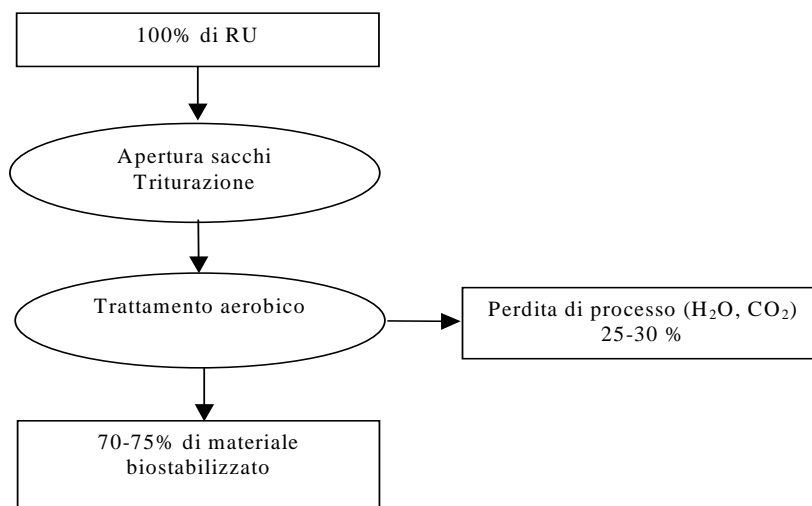 100% di RU
Apertura sacchi
Triturazione
Trattamento aerobico
Perdita di processo (H₂O, CO₂)
25-30 %
70-75% di materiale
biostabilizzato